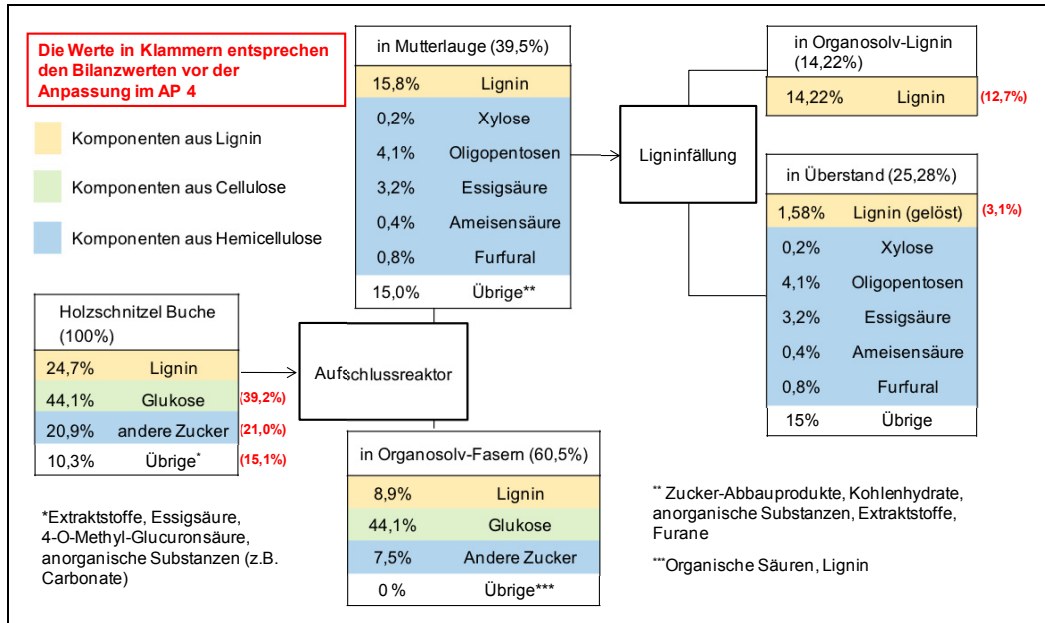 Die Werte in Klammern entsprechen
den Bilanzwerten vor der
Anpassung im AP 4
Komponenten aus Lignin
Komponenten aus Cellulose
Komponenten aus Hemicellulose
in Mutterlauge (39,5%)
15,8% Lignin
0,2% Xylose
4,1% Oligopentosen
3,2% Essigsäure
0,4% Ameisensäure
0,8% Furfural
15,0% Übrige**
Ligninfällung
in Organosolv-Lignin
(14,22%)
14,22% Lignin (12,7%)
in Überstand (25,28%)
1,58% Lignin (gelöst) (3,1%)
0,2% Xylose
4,1% Oligopentosen
3,2% Essigsäure
0,4% Ameisensäure
0,8% Furfural
15% Übrige
Holzschnitzel Buche
(100%)
24,7% Lignin
44,1% Glukose (39,2%)
20,9% andere Zucker (21,0%)
10,3% Übrige* (15,1%)
Aufschlussreaktor
in Organosolv-Fasern (60,5%)
8,9% Lignin
44,1% Glukose
7,5% Andere Zucker
0 % Übrige***
*Extraktstoffe, Essigsäure,
4-O-Methyl-Glucuronsäure,
anorganische Substanzen (z.B.
Carbonate)
** Zucker-Abbauprodukte, Kohlenhydrate,
anorganische Substanzen, Extraktstoffe,
Furane
***Organische Säuren, Lignin